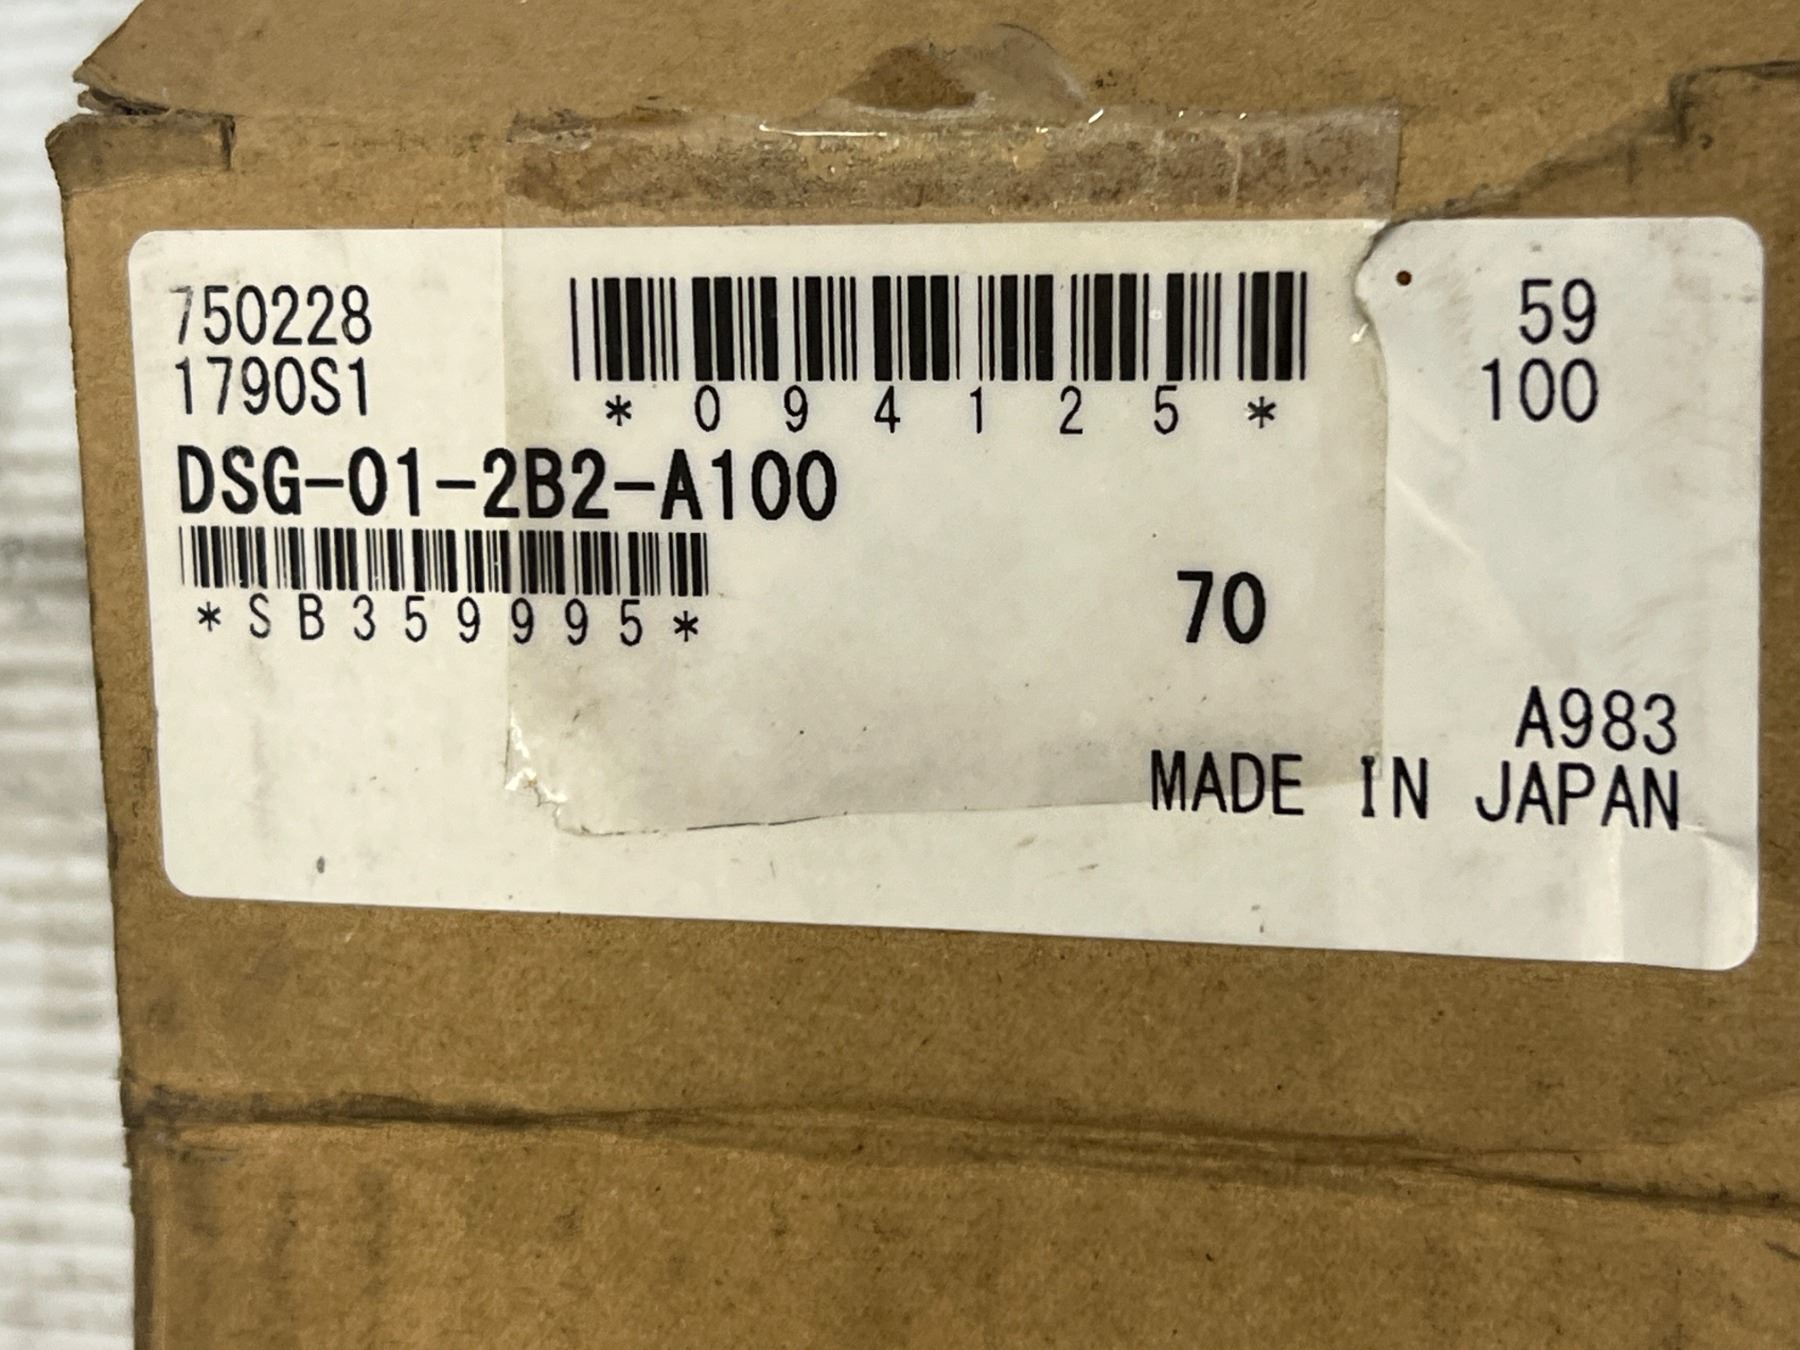 750228
1790S1
*094125*
59
100
DSG-01-2B2-A100
*SB359995*
70
A983
MADE IN JAPAN